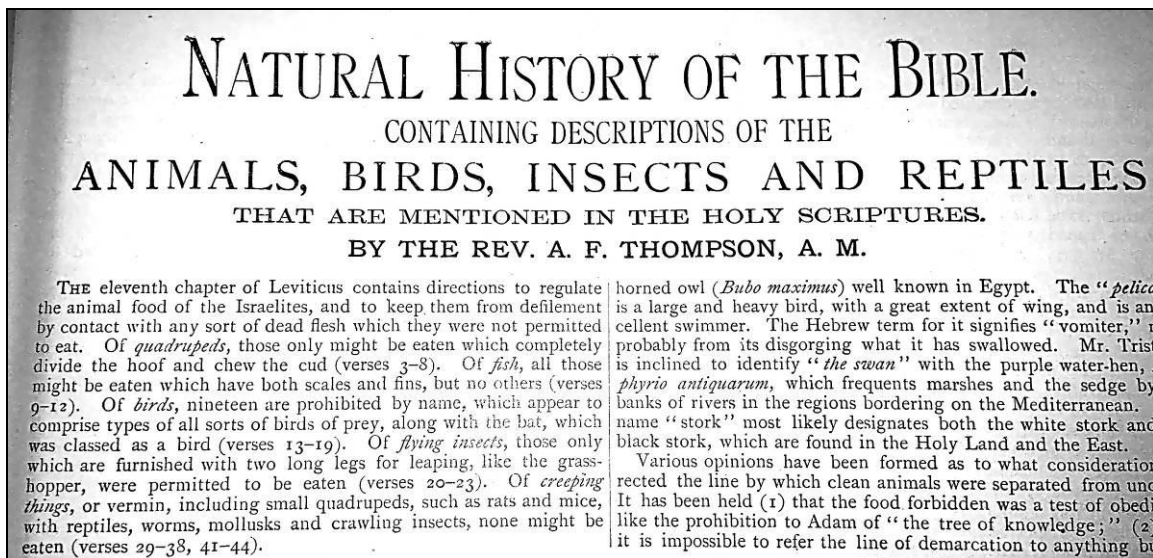 NATURAL HISTORY OF THE BIBLE.
CONTAINING DESCRIPTIONS OF THE
ANIMALS, BIRDS, INSECTS AND REPTILES
THAT ARE MENTIONED IN THE HOLY SCRIPTURES.
BY THE REV. A. F. THOMPSON, A. M.
THE eleventh chapter of Leviticus contains directions to regulate
the animal food of the Israelites, and to keep them from defilement
by contact with any sort of dead flesh which they were not permitted
to eat. Of quadrupeds, those only might be eaten which completely
divide the hoof and chew the cud (verses 3–8). Of fish, all those
might be eaten which have both scales and fins, but no others (verses
9–12). Of birds, nineteen are prohibited by name, which appear to
comprise types of all sorts of birds of prey, along with the bat, which
was classed as a bird (verses 13–19). Of flying insects, those only
which are furnished with two long legs for leaping, like the grass-
hopper, were permitted to be eaten (verses 20–23). Of creeping
things, or vermin, including small quadrupeds, such as rats and mice,
with reptiles, worms, mollusks and crawling insects, none might be
eaten (verses 29–38, 41–44).
horned owl (Bubo maximus) well known in Egypt. The "pelic
is a large and heavy bird, with a great extent of wing, and is an
cellent swimmer. The Hebrew term for it signifies "vomiter,"
probably from its disgorging what it has swallowed. Mr. Trist
is inclined to identify "the swan" with the purple water-hen,
phyrio antiquarum, which frequents marshes and the sedge by
banks of rivers in the regions bordering on the Mediterranean.
name "stork" most likely designates both the white stork and
black stork, which are found in the Holy Land and the East.
Various opinions have been formed as to what consideration
rected the line by which clean animals were separated from unc
It has been held (1) that the food forbidden was a test of obedi
like the prohibition to Adam of "the tree of knowledge;" (2
it is impossible to refer the line of demarcation to anything bu